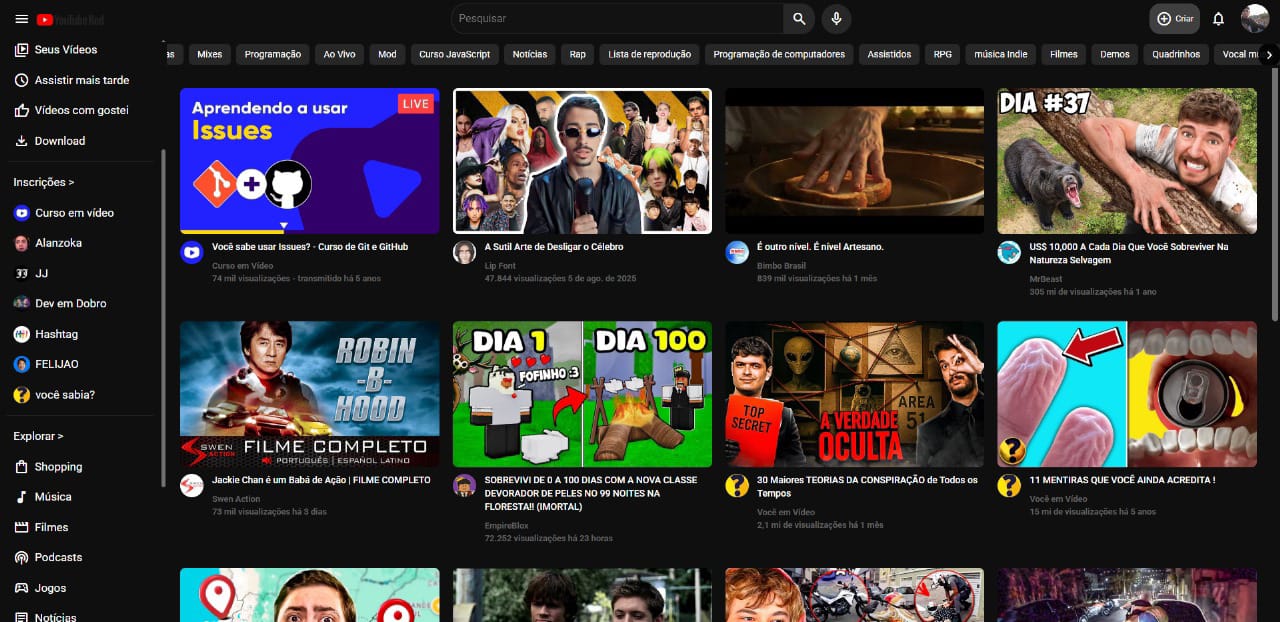 YouTube Red
Pesquisar
Criar
Seus Vídeos
Assistir mais tarde
Vídeos com gostei
Download
Inscrições >
Curso em vídeo
Alanzoka
JJ
Dev em Dobro
Hashtag
FELIJAO
você sabia?
Explorar >
Shopping
Música
Filmes
Podcasts
Jogos
Notícias
as
Mixes
Programação
Ao Vivo
Mod
Curso JavaScript
Notícias
Rap
Lista de reprodução
Programação de computadores
Assistidos
RPG
música Indie
Filmes
Demos
Quadrinhos
Vocal mu
Aprendendo a usar
Issues
LIVE
Você sabe usar Issues? - Curso de Git e GitHub
Curso em Vídeo
74 mil visualizações - transmitido há 5 anos
A Sutil Arte de Desligar o Célebro
Lip Font
47.844 visualizações 5 de ago. de 2025
É outro nível. É nível Artesano.
Bimbo Brasil
839 mil visualizações há 1 mês
DIA #37
US$ 10,000 A Cada Dia Que Você Sobreviver Na
Natureza Selvagem
MrBeast
305 mi de visualizações há 1 ano
ROBIN
-B-
HOOD
SWEN
ACTION
FILME COMPLETO
PORTUGUÊS | ESPAÑOL LATINO
Jackie Chan é um Babá de Ação | FILME COMPLETO
Swen Action
73 mil visualizações há 3 dias
DIA 1
FOFINHO :3
DIA 100
SOBREVIVI DE 0 A 100 DIAS COM A NOVA CLASSE
DEVORADOR DE PELES NO 99 NOITES NA
FLORESTA!! (IMORTAL)
EmpireBlox
72.252 visualizações há 23 horas
TOP
SECRET
A VERDADE
OCULTA
AREA
51
30 Maiores TEORIAS DA CONSPIRAÇÃO de Todos os
Tempos
Você em Vídeo
2,1 mi de visualizações há 1 mês
11 MENTIRAS QUE VOCÊ AINDA ACREDITA !
Você em Vídeo
15 mi de visualizações há 5 anos